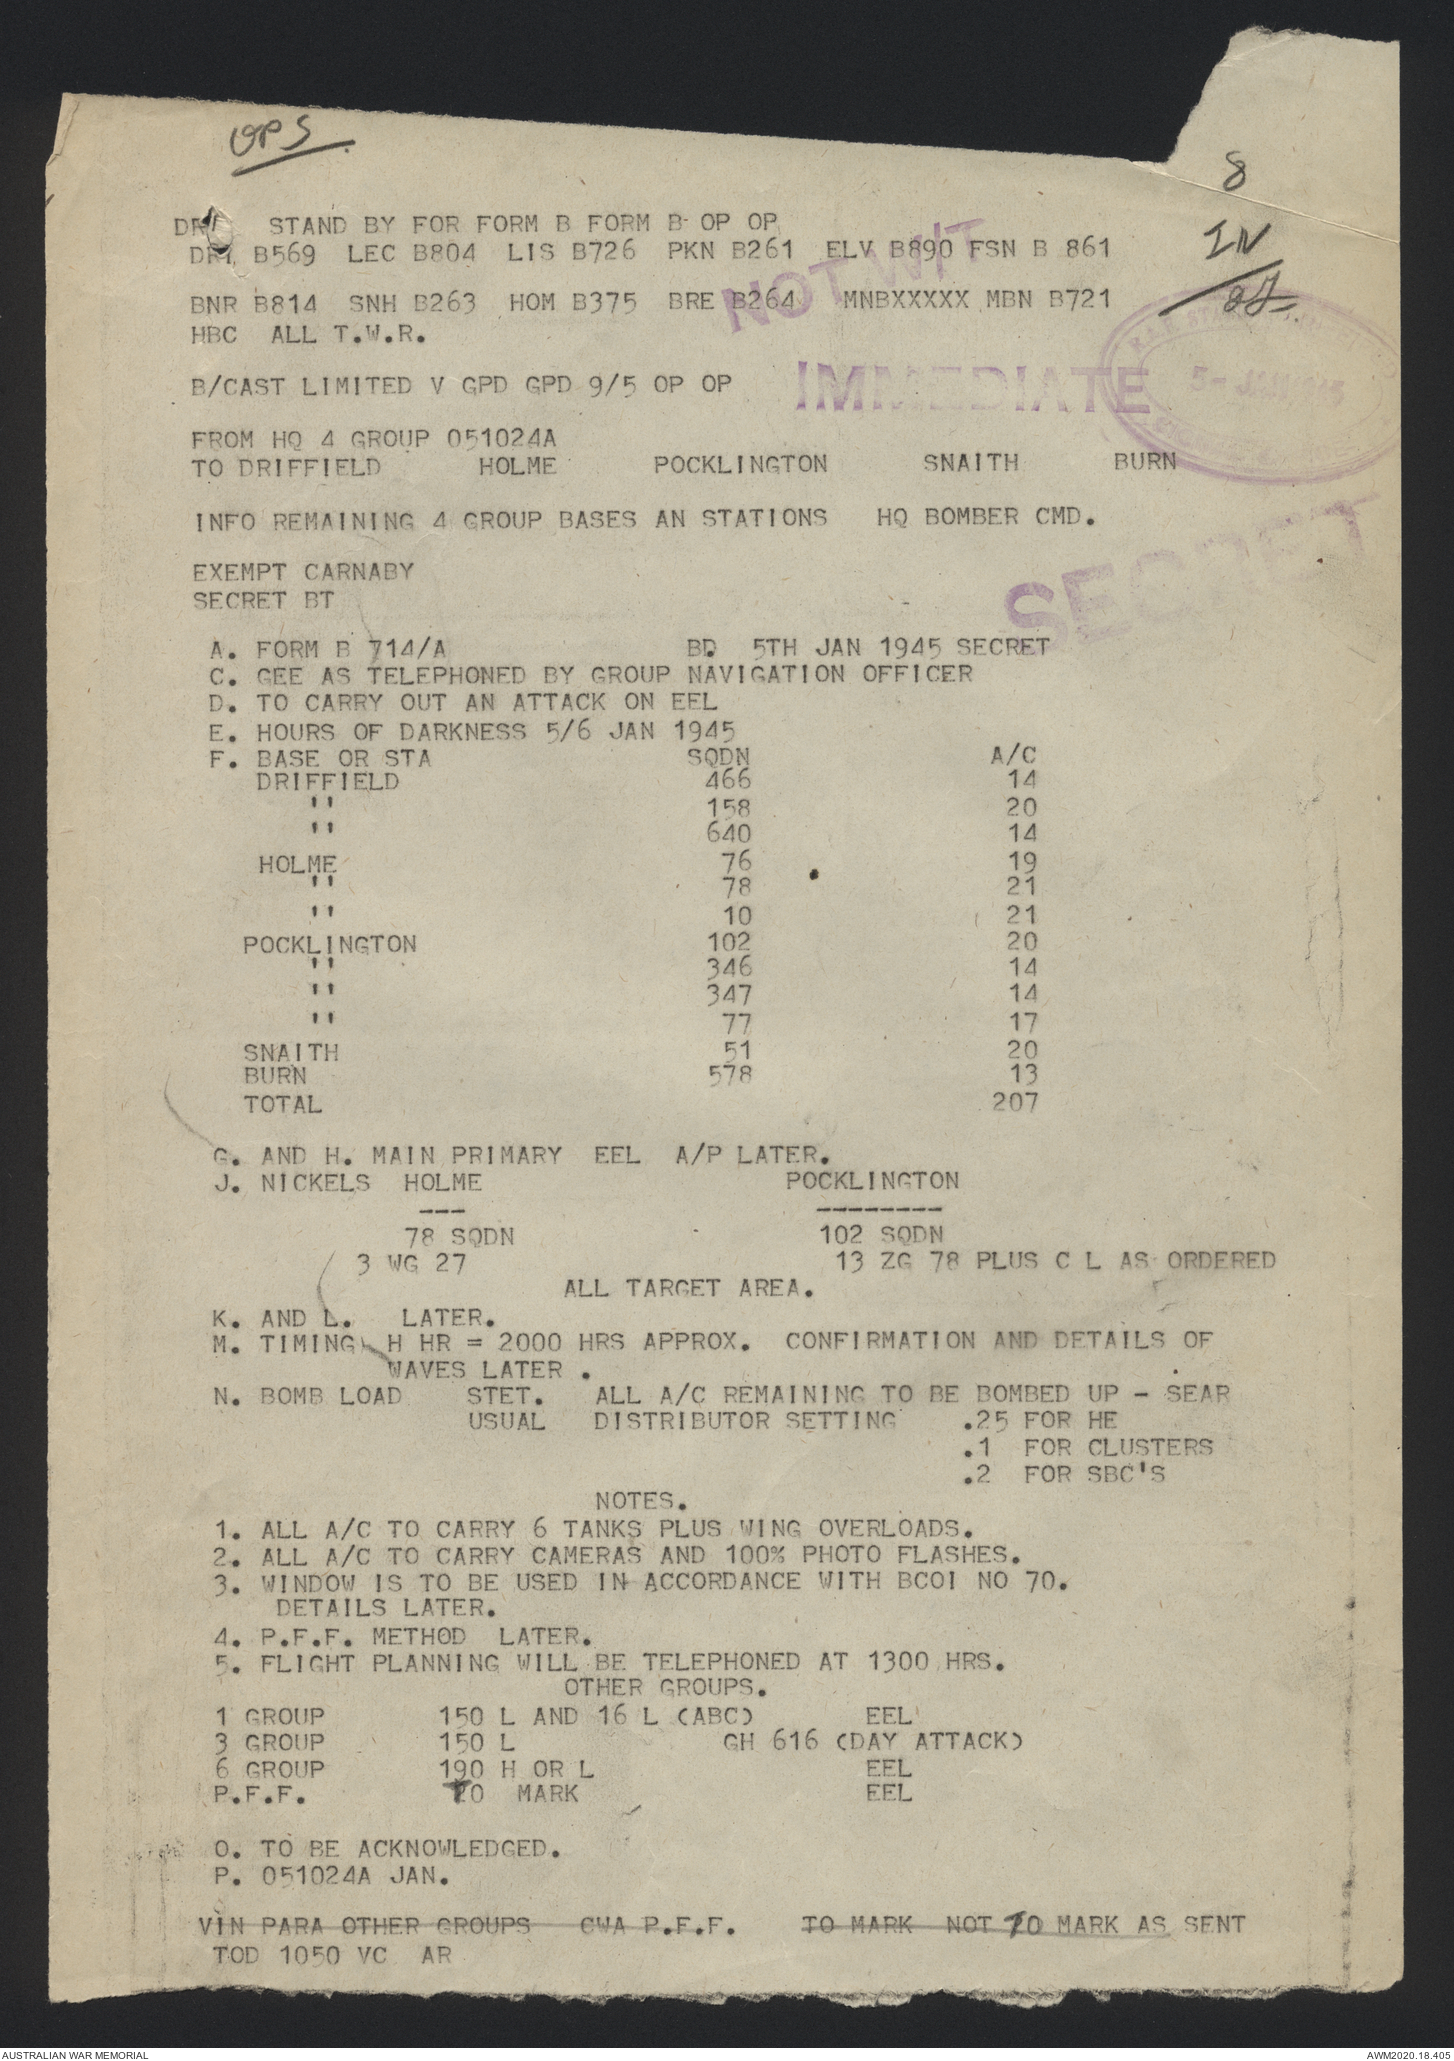 OPS
8
DRI STAND BY FOR FORM B FORM B OP OP
IN
DRI B569 LEC B804 LIS B726 PKN B261 ELV B890 FSN B 861
BNR B814 SNH B263 HOM B375 BRE B264 MNBXXXXX MBN B721
NOT W/T
HBC ALL T.W.R.
B/CAST LIMITED V GPD GPD 9/5 OP OP
IMMEDIATE
5- JAN 1945
FROM HQ 4 GROUP 051024A
TO DRIFFIELD HOLME POCKLINGTON SNAITH BURN
INFO REMAINING 4 GROUP BASES AN STATIONS HQ BOMBER CMD.
SECRET
EXEMPT CARNABY
SECRET BT
A. FORM B 714/A BD 5TH JAN 1945 SECRET
C. GEE AS TELEPHONED BY GROUP NAVIGATION OFFICER
D. TO CARRY OUT AN ATTACK ON EEL
E. HOURS OF DARKNESS 5/6 JAN 1945
F. BASE OR STA SQDN A/C
DRIFFIELD 466 14
" 158 20
" 640 14
HOLME 76 19
" 78 21
" 10 21
POCKLINGTON 102 20
" 346 14
" 347 14
" 77 17
SNAITH 51 20
BURN 578 13
TOTAL 207
G. AND H. MAIN PRIMARY EEL A/P LATER.
J. NICKELS HOLME POCKLINGTON
--- --------
78 SQDN 102 SQDN
3 WG 27 13 ZG 78 PLUS C L AS ORDERED
ALL TARGET AREA.
K. AND L. LATER.
M. TIMING H HR = 2000 HRS APPROX. CONFIRMATION AND DETAILS OF
WAVES LATER .
N. BOMB LOAD STET. ALL A/C REMAINING TO BE BOMBED UP - SEAR
USUAL DISTRIBUTOR SETTING .25 FOR HE
.1 FOR CLUSTERS
.2 FOR SBC'S
NOTES.
1. ALL A/C TO CARRY 6 TANKS PLUS WING OVERLOADS.
2. ALL A/C TO CARRY CAMERAS AND 100% PHOTO FLASHES.
3. WINDOW IS TO BE USED IN ACCORDANCE WITH BCOI NO 70.
DETAILS LATER.
4. P.F.F. METHOD LATER.
5. FLIGHT PLANNING WILL BE TELEPHONED AT 1300 HRS.
OTHER GROUPS.
1 GROUP 150 L AND 16 L (ABC) EEL
3 GROUP 150 L GH 616 (DAY ATTACK)
6 GROUP 190 H OR L EEL
P.F.F. TO MARK EEL
O. TO BE ACKNOWLEDGED.
P. 051024A JAN.
VIN PARA OTHER GROUPS CWA P.F.F. TO MARK NOT 70 MARK AS SENT
TOD 1050 VC AR
AUSTRALIAN WAR MEMORIAL
AWM2020.18.405